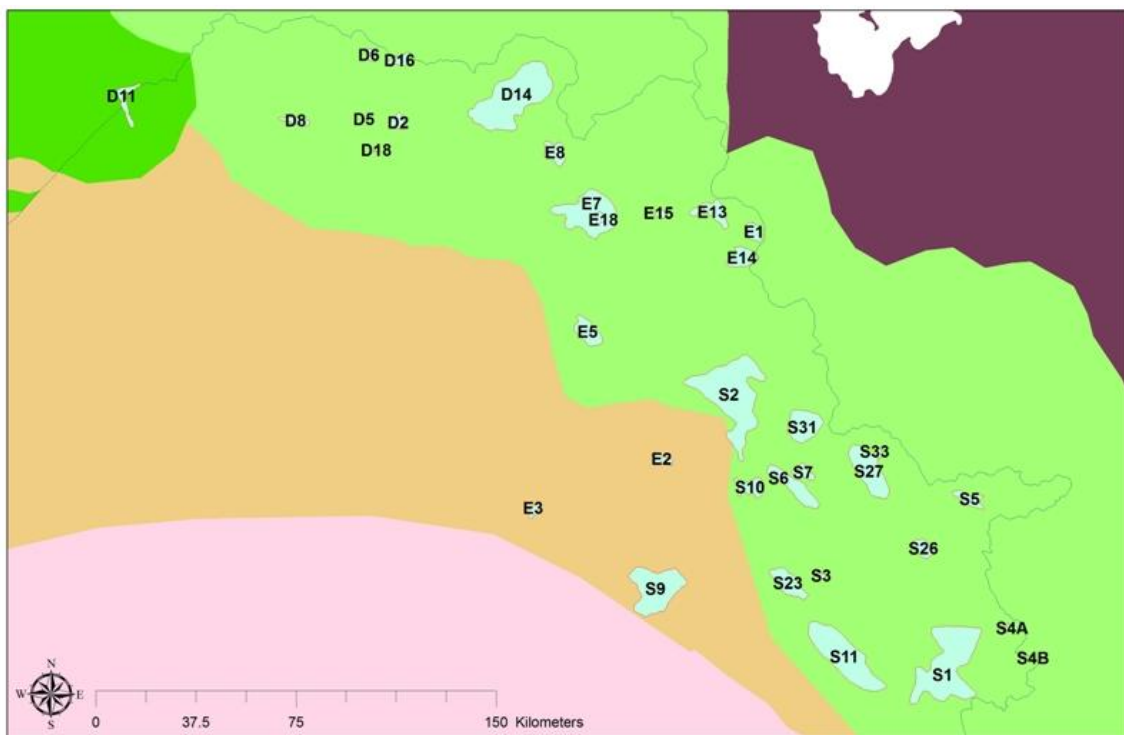 D6
D16
D11
D14
D8
D5
D2
D18
E8
E7
E18
E15
E13
E1
E14
E5
S2
S31
S33
S27
E2
S7
S6
S10
S5
E3
S26
S3
S23
S9
S4A
S4B
S11
S1
N
W E
S
0 37.5 75 150 Kilometers